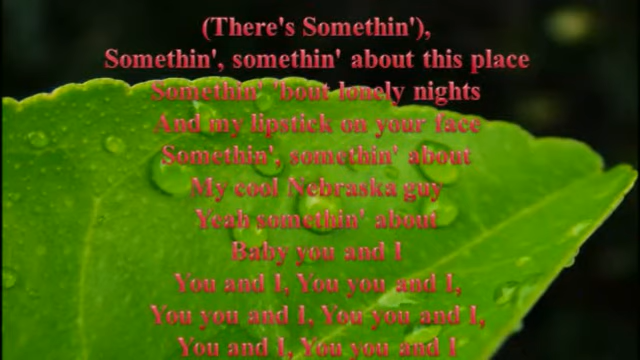 (There's Somethin'),
Somethin', somethin' about this place
Somethin' 'bout lonely nights
And my lipstick on your face
Somethin', somethin' about
My cool Nebraska guy
Yeah somethin' about
Baby you and I
You and I, You you and I,
You you and I, You you and I,
You and I, You you and I